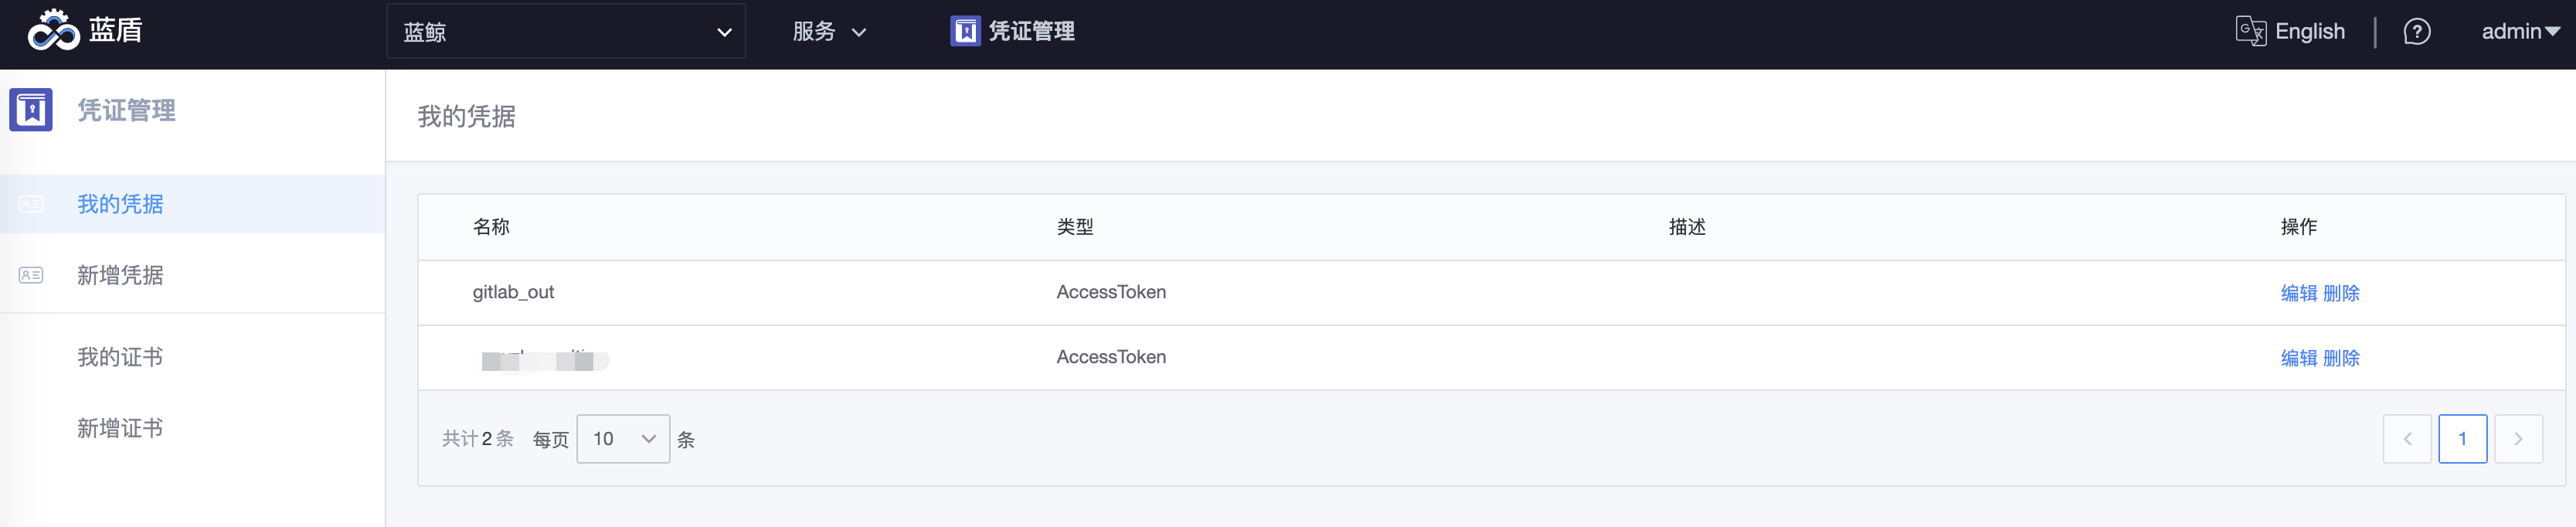 蓝盾 蓝鲸 服务 凭证管理 English admin
凭证管理
我的凭据
新增凭据
我的证书
新增证书
我的凭据
名称 类型 描述 操作
gitlab_out AccessToken 编辑 删除
AccessToken 编辑 删除
共计2条 每页 10 条 1